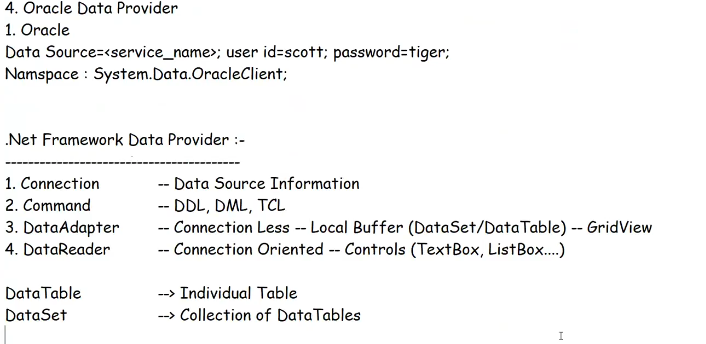 4. Oracle Data Provider
1. Oracle
Data Source=<service_name>; user id=scott; password=tiger;
Namspace : System.Data.OracleClient;
.Net Framework Data Provider :-
-----------------------------------------
1. Connection -- Data Source Information
2. Command -- DDL, DML, TCL
3. DataAdapter -- Connection Less -- Local Buffer (DataSet/DataTable) -- GridView
4. DataReader -- Connection Oriented -- Controls (TextBox, ListBox....)
DataTable --> Individual Table
DataSet --> Collection of DataTables